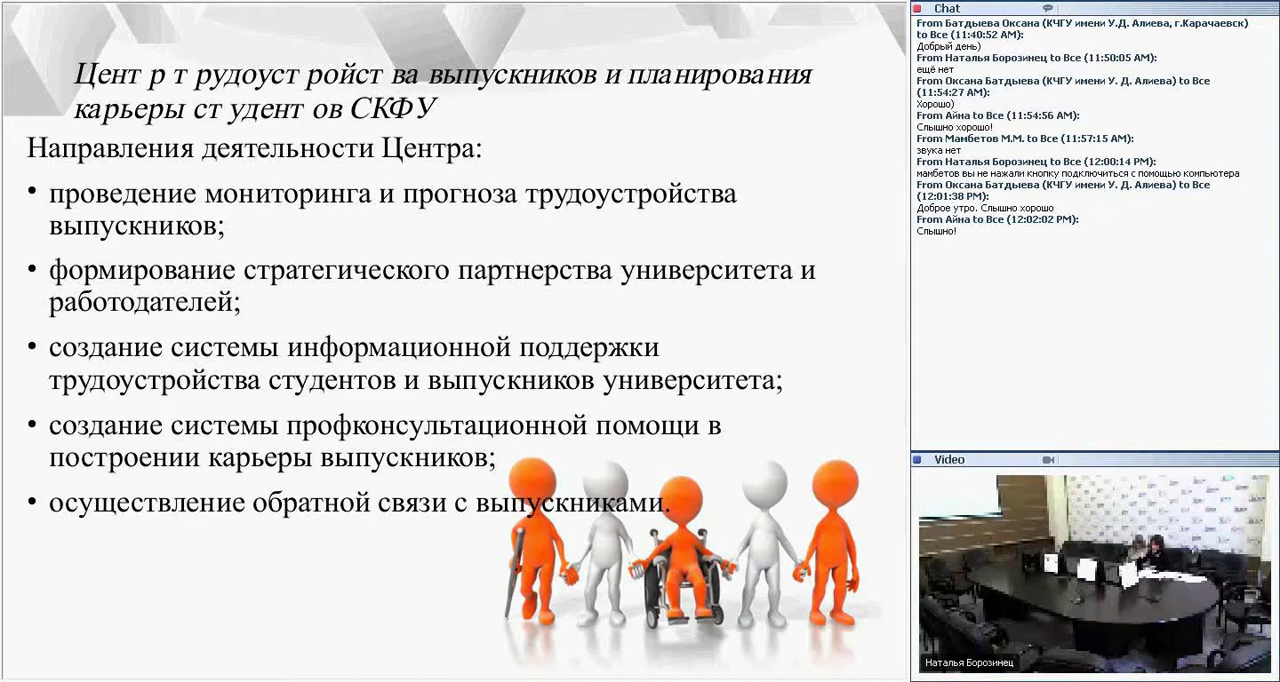 Цент р т рудоуст ройст ва выпускников и планирования
карьеры ст удент ов СКФУ
Направления деятельности Центра:
• проведение мониторинга и прогноза трудоустройства
выпускников;
• формирование стратегического партнерства университета и
работодателей;
• создание системы информационной поддержки
трудоустройства студентов и выпускников университета;
• создание системы профконсультационной помощи в
построении карьеры выпускников;
• осуществление обратной связи с выпускниками.
Chat
From Батдыева Оксана (КЧГУ имени У.Д. Алиева, г.Карачаевск)
to Все (11:40:52 AM):
Добрый день)
From Наталья Борозинец to Все (11:50:05 AM):
ещё нет
From Оксана Батдыева (КЧГУ имени У. Д. Алиева) to Все
(11:54:27 AM):
Хорошо)
From Айна to Все (11:54:56 AM):
Слышно хорошо!
From Мамбетов М.М. to Все (11:57:15 AM):
звука нет
From Наталья Борозинец to Все (12:00:14 PM):
мамбетов вы не нажали кнопку подключиться с помощью компьютера
From Оксана Батдыева (КЧГУ имени У. Д. Алиева) to Все
(12:01:38 PM):
Доброе утро. Слышно хорошо
From Айна to Все (12:02:02 PM):
Слышно!
Video
Наталья Борозинец